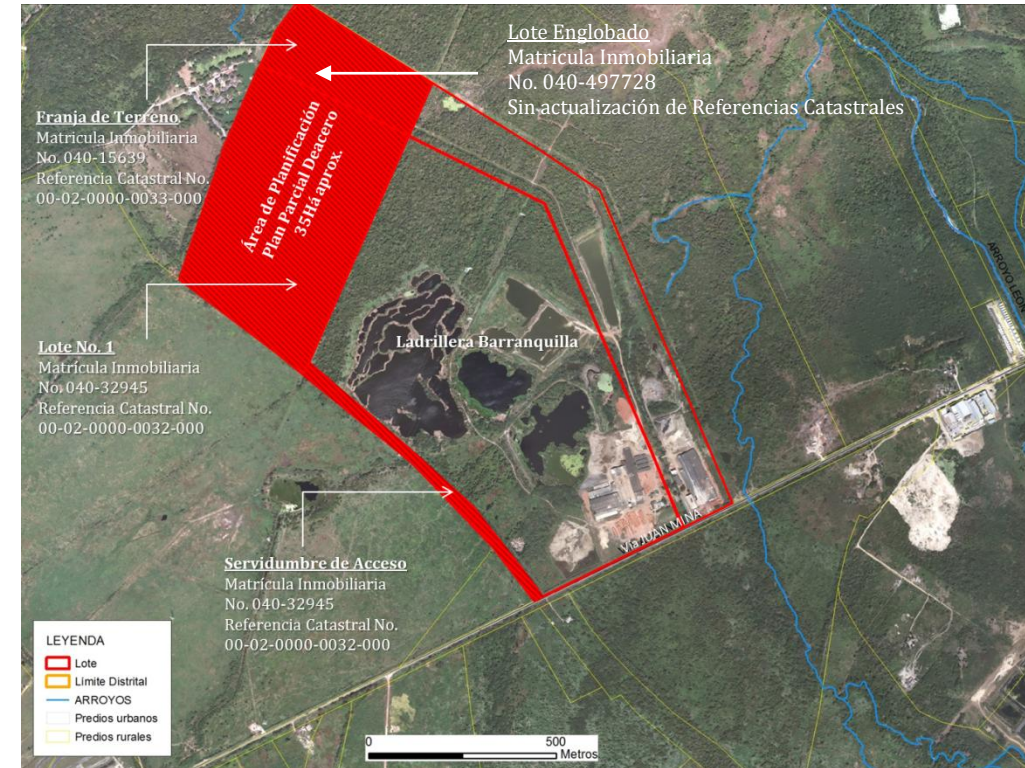 Lote Englobado
Matricula Inmobiliaria
No. 040-497728
Sin actualización de Referencias Catastrales
Franja de Terreno.
Matricula Inmobiliaria
No. 040-15639
Referencia Catastral No.
00-02-0000-0033-000
Área de Planificación
Plan Parcial Deacero
35Há aprox.
Lote No. 1
Matrícula Inmobiliaria
No. 040-32945
Referencia Catastral No.
00-02-0000-0032-000
Ladrillera Barranquilla
Servidumbre de Acceso
Matrícula Inmobiliaria
No. 040-32945
Referencia Catastral No.
00-02-0000-0032-000
Vía JUAN MINA
LEYENDA
Lote
Límite Distrital
ARROYOS
Predios urbanos
Predios rurales
0 500
Metros